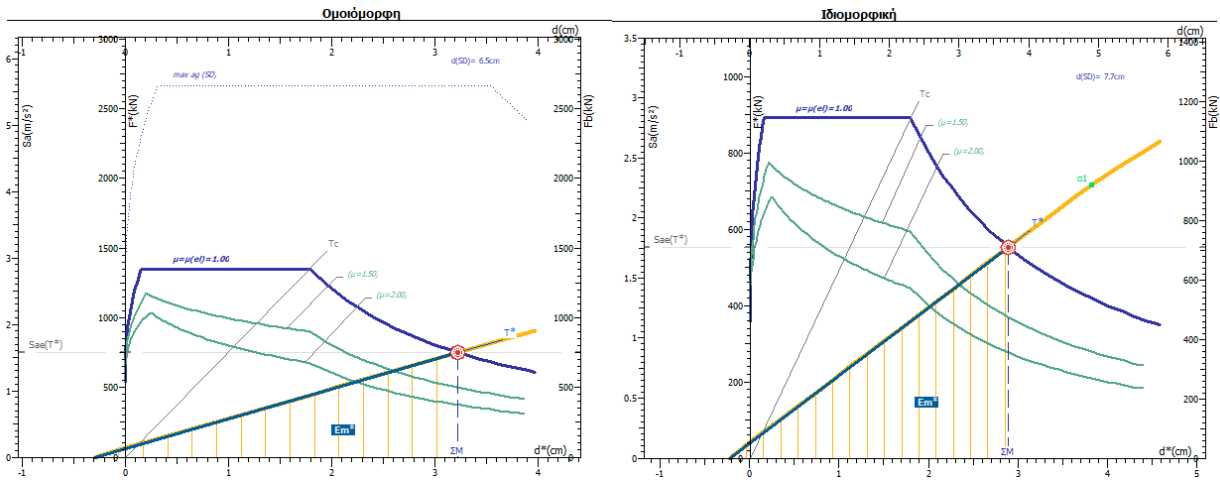 Ομοιόμορφη
d(cm)
-1 0 1 2 3 4
d(SD)= 6.5cm
max ag (SD)
Sa(m/s²)
F*(kN)
Fb(kN)
6 5 4 3 2 1 0
3000 2500 2000 1500 1000 500
3000 2500 2000 1500 1000 500 0
Tc
μ=μ(el)=1.00
(μ=1.50)
(μ=2.00)
Sae(T*)
T*
Em*
ΣΜ
d*(cm)
-1 0 1 2 3 4
Ιδιομορφική
d(cm)
-1 0 1 2 3 4 5 6
d(SD)= 7.7cm
Sa(m/s²)
F*(kN)
Fb(kN)
3.5 3 2.5 2 1.5 1 0.5 0
1000 800 600 400 200
1400 1200 1000 800 600 400 200 0
Tc
μ=μ(el)=1.00
(μ=1.50)
(μ=2.00)
α1
Sae(T*)
T*
Em*
ΣΜ
d*(cm)
-1 0 1 2 3 4 5